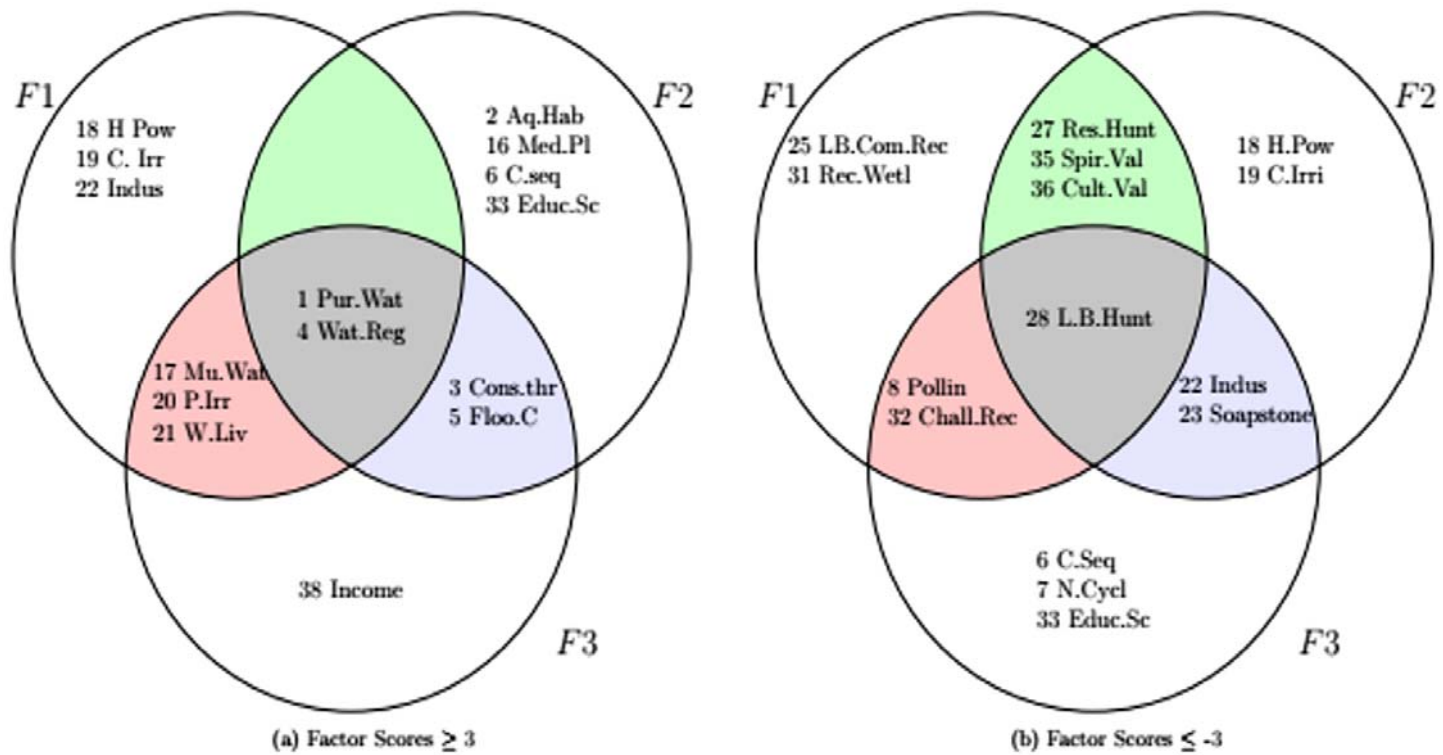 F1
F2
18 H Pow
19 C. Irr
22 Indus
2 Aq.Hab
16 Med.Pl
6 C.seq
33 Educ.Sc
1 Pur.Wat
4 Wat.Reg
17 Mu.Wat
20 P.Irr
21 W.Liv
3 Cons.thr
5 Floo.C
38 Income
F3
(a) Factor Scores ≥ 3
F1
F2
25 LB.Com.Rec
31 Rec.Wetl
27 Res.Hunt
35 Spir.Val
36 Cult.Val
18 H.Pow
19 C.Irri
28 L.B.Hunt
8 Pollin
32 Chall.Rec
22 Indus
23 Soapstone
6 C.Seq
7 N.Cycl
33 Educ.Sc
F3
(b) Factor Scores ≤ -3